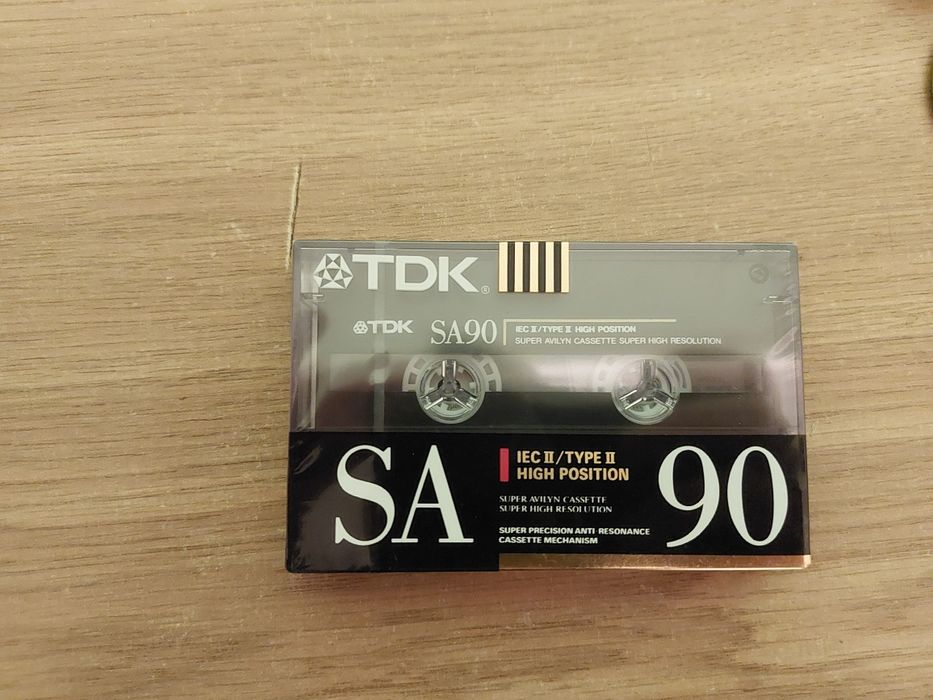 TDK®
TDK SA90 IEC II/TYPE II HIGH POSITION
SUPER AVILYN CASSETTE SUPER HIGH RESOLUTION
SA
IEC II/TYPE II
HIGH POSITION
SUPER AVILYN CASSETTE
SUPER HIGH RESOLUTION
SUPER PRECISION ANTI RESONANCE
CASSETTE MECHANISM
90